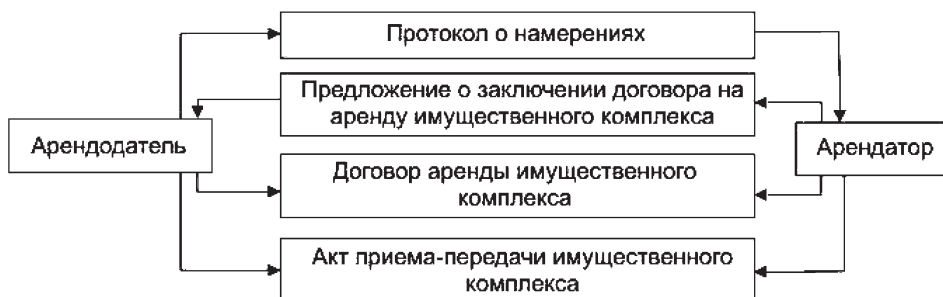 Протокол о намерениях
Предложение о заключении договора на
аренду имущественного комплекса
Арендодатель
Арендатор
Договор аренды имущественного
комплекса
Акт приема-передачи имущественного
комплекса